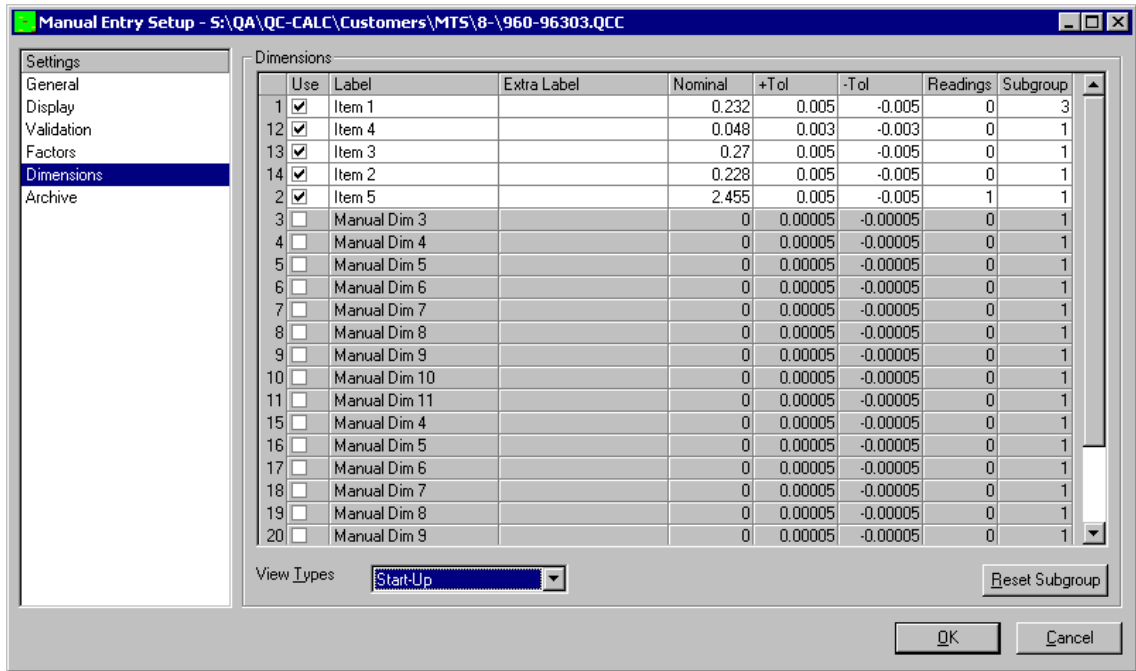 Manual Entry Setup - S:\QA\QC-CALC\Customers\MTS\8-\960-96303.QCC
Settings
General
Display
Validation
Factors
Dimensions
Archive
Dimensions
Use Label Extra Label Nominal +Tol -Tol Readings Subgroup
1 Item 1 0.232 0.005 -0.005 0 3
12 Item 4 0.048 0.003 -0.003 0 1
13 Item 3 0.27 0.005 -0.005 0 1
14 Item 2 0.228 0.005 -0.005 0 1
2 Item 5 2.455 0.005 -0.005 1 1
3 Manual Dim 3 0 0.00005 -0.00005 0 1
4 Manual Dim 4 0 0.00005 -0.00005 0 1
5 Manual Dim 5 0 0.00005 -0.00005 0 1
6 Manual Dim 6 0 0.00005 -0.00005 0 1
7 Manual Dim 7 0 0.00005 -0.00005 0 1
8 Manual Dim 8 0 0.00005 -0.00005 0 1
9 Manual Dim 9 0 0.00005 -0.00005 0 1
10 Manual Dim 10 0 0.00005 -0.00005 0 1
11 Manual Dim 11 0 0.00005 -0.00005 0 1
15 Manual Dim 4 0 0.00005 -0.00005 0 1
16 Manual Dim 5 0 0.00005 -0.00005 0 1
17 Manual Dim 6 0 0.00005 -0.00005 0 1
18 Manual Dim 7 0 0.00005 -0.00005 0 1
19 Manual Dim 8 0 0.00005 -0.00005 0 1
20 Manual Dim 9 0 0.00005 -0.00005 0 1
View Types Start-Up Reset Subgroup
OK Cancel